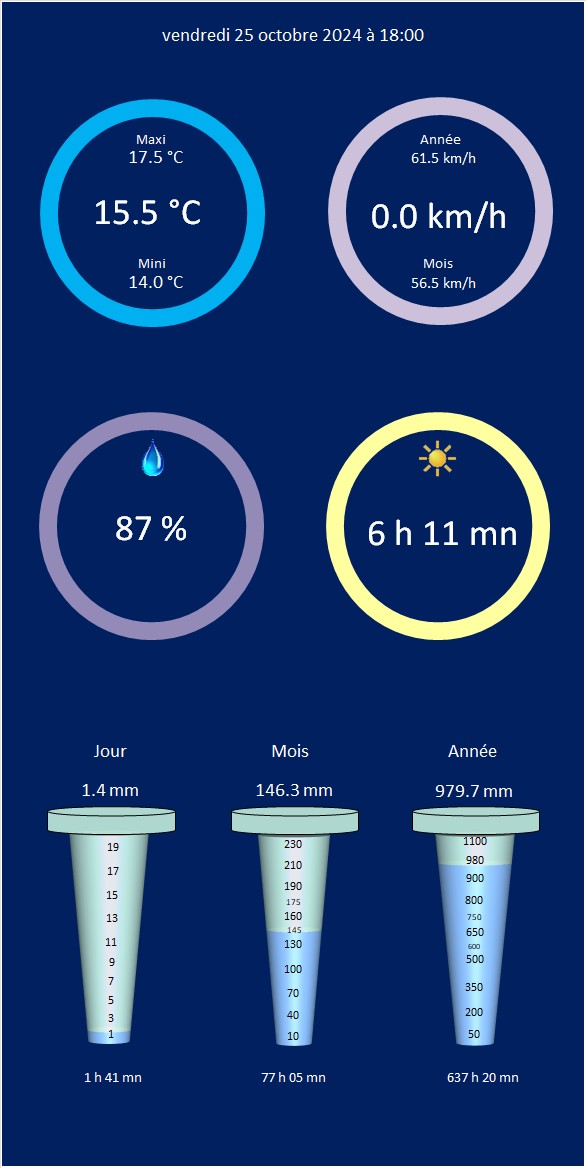 vendredi 25 octobre 2024 à 18:00
Maxi
17.5 °C
15.5 °C
Mini
14.0 °C
Année
61.5 km/h
0.0 km/h
Mois
56.5 km/h
87 %
6 h 11 mn
Jour
1.4 mm
19
17
15
13
11
9
7
5
3
1
1 h 41 mn
Mois
146.3 mm
230
210
190
175
160
145
130
100
70
40
10
77 h 05 mn
Année
979.7 mm
1100
980
900
800
750
650
600
500
350
200
50
637 h 20 mn